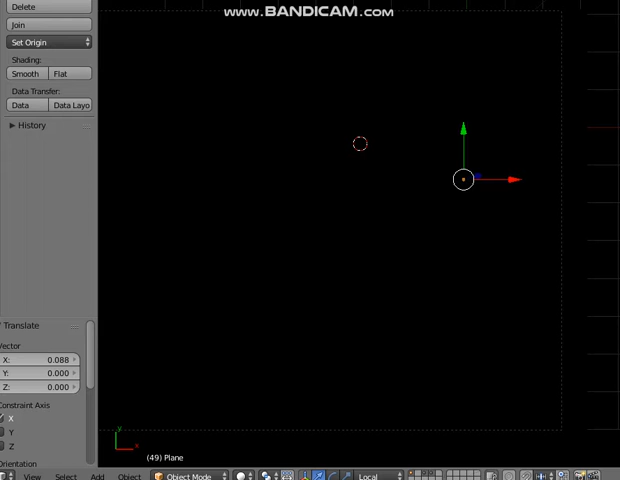 WWW.BANDICAM.COM
Delete
Join
Set Origin
Shading:
Smooth Flat
Data Transfer:
Data Data Layo
History
Translate
Vector
X: 0.088
Y: 0.000
Z: 0.000
Constraint Axis
X
Y
Z
Orientation
y
x
(49) Plane
View Select Add Object Object Mode Local